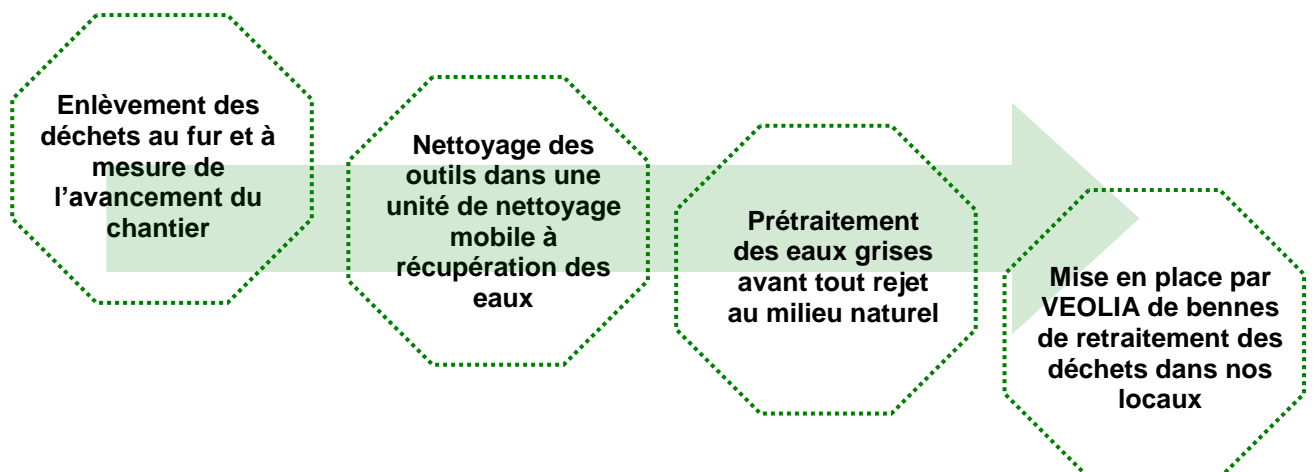 Enlèvement des
déchets au fur et à
mesure de
l’avancement du
chantier
Nettoyage des
outils dans une
unité de nettoyage
mobile à
récupération des
eaux
Prétraitement
des eaux grises
avant tout rejet
au milieu naturel
Mise en place par
VEOLIA de bennes
de retraitement des
déchets dans nos
locaux